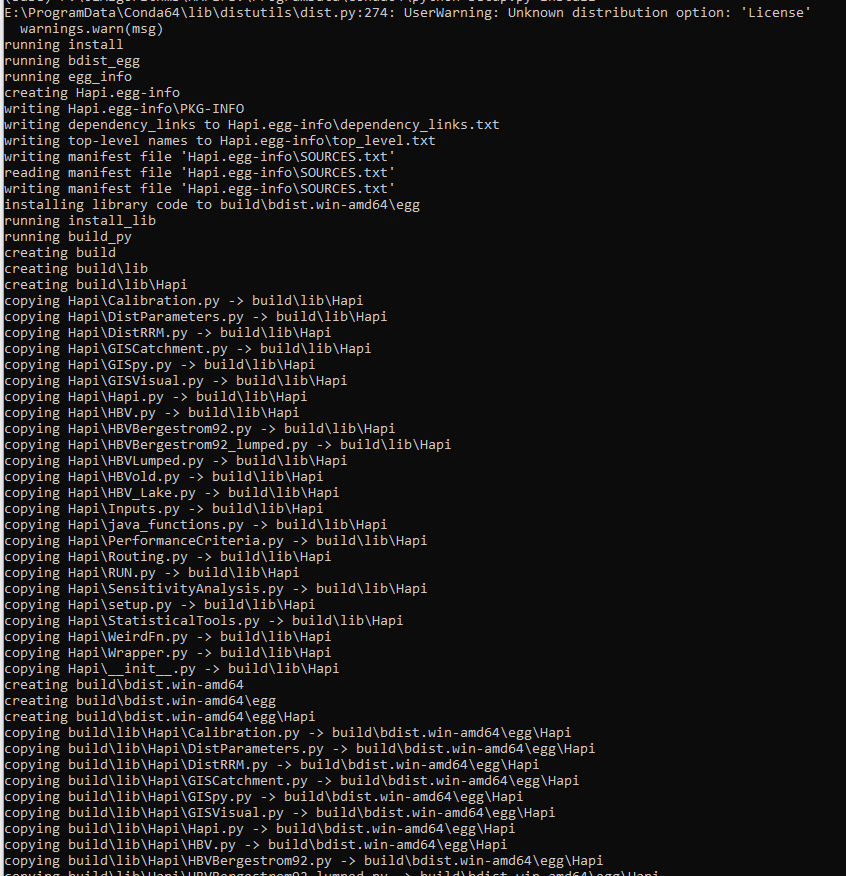 E:\ProgramData\Conda64\lib\distutils\dist.py:274: UserWarning: Unknown distribution option: 'License'
  warnings.warn(msg)
running install
running bdist_egg
running egg_info
creating Hapi.egg-info
writing Hapi.egg-info\PKG-INFO
writing dependency_links to Hapi.egg-info\dependency_links.txt
writing top-level names to Hapi.egg-info\top_level.txt
writing manifest file 'Hapi.egg-info\SOURCES.txt'
reading manifest file 'Hapi.egg-info\SOURCES.txt'
writing manifest file 'Hapi.egg-info\SOURCES.txt'
installing library code to build\bdist.win-amd64\egg
running install_lib
running build_py
creating build
creating build\lib
creating build\lib\Hapi
copying Hapi\Calibration.py -> build\lib\Hapi
copying Hapi\DistParameters.py -> build\lib\Hapi
copying Hapi\DistRRM.py -> build\lib\Hapi
copying Hapi\GISCatchment.py -> build\lib\Hapi
copying Hapi\GISpy.py -> build\lib\Hapi
copying Hapi\GISVisual.py -> build\lib\Hapi
copying Hapi\Hapi.py -> build\lib\Hapi
copying Hapi\HBV.py -> build\lib\Hapi
copying Hapi\HBVBergestrom92.py -> build\lib\Hapi
copying Hapi\HBVBergestrom92_lumped.py -> build\lib\Hapi
copying Hapi\HBVLumped.py -> build\lib\Hapi
copying Hapi\HBVold.py -> build\lib\Hapi
copying Hapi\HBV_Lake.py -> build\lib\Hapi
copying Hapi\Inputs.py -> build\lib\Hapi
copying Hapi\java_functions.py -> build\lib\Hapi
copying Hapi\PerformanceCriteria.py -> build\lib\Hapi
copying Hapi\Routing.py -> build\lib\Hapi
copying Hapi\RUN.py -> build\lib\Hapi
copying Hapi\SensitivityAnalysis.py -> build\lib\Hapi
copying Hapi\setup.py -> build\lib\Hapi
copying Hapi\StatisticalTools.py -> build\lib\Hapi
copying Hapi\WeirdFn.py -> build\lib\Hapi
copying Hapi\Wrapper.py -> build\lib\Hapi
copying Hapi\__init__.py -> build\lib\Hapi
creating build\bdist.win-amd64
creating build\bdist.win-amd64\egg
creating build\bdist.win-amd64\egg\Hapi
copying build\lib\Hapi\Calibration.py -> build\bdist.win-amd64\egg\Hapi
copying build\lib\Hapi\DistParameters.py -> build\bdist.win-amd64\egg\Hapi
copying build\lib\Hapi\DistRRM.py -> build\bdist.win-amd64\egg\Hapi
copying build\lib\Hapi\GISCatchment.py -> build\bdist.win-amd64\egg\Hapi
copying build\lib\Hapi\GISpy.py -> build\bdist.win-amd64\egg\Hapi
copying build\lib\Hapi\GISVisual.py -> build\bdist.win-amd64\egg\Hapi
copying build\lib\Hapi\Hapi.py -> build\bdist.win-amd64\egg\Hapi
copying build\lib\Hapi\HBV.py -> build\bdist.win-amd64\egg\Hapi
copying build\lib\Hapi\HBVBergestrom92.py -> build\bdist.win-amd64\egg\Hapi
copying build\lib\Hapi\HBVBergestrom92_lumped.py -> build\bdist.win-amd64\egg\Hapi